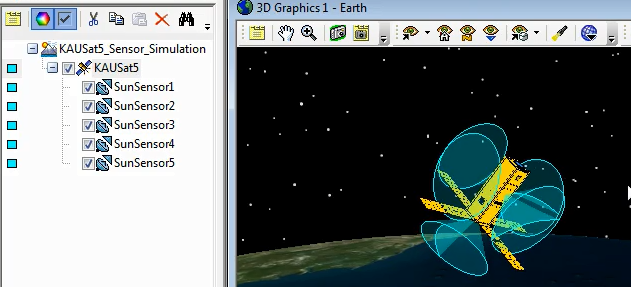 3D Graphics 1 - Earth
KAUSat5_Sensor_Simulation
KAUSat5
SunSensor1
SunSensor2
SunSensor3
SunSensor4
SunSensor5